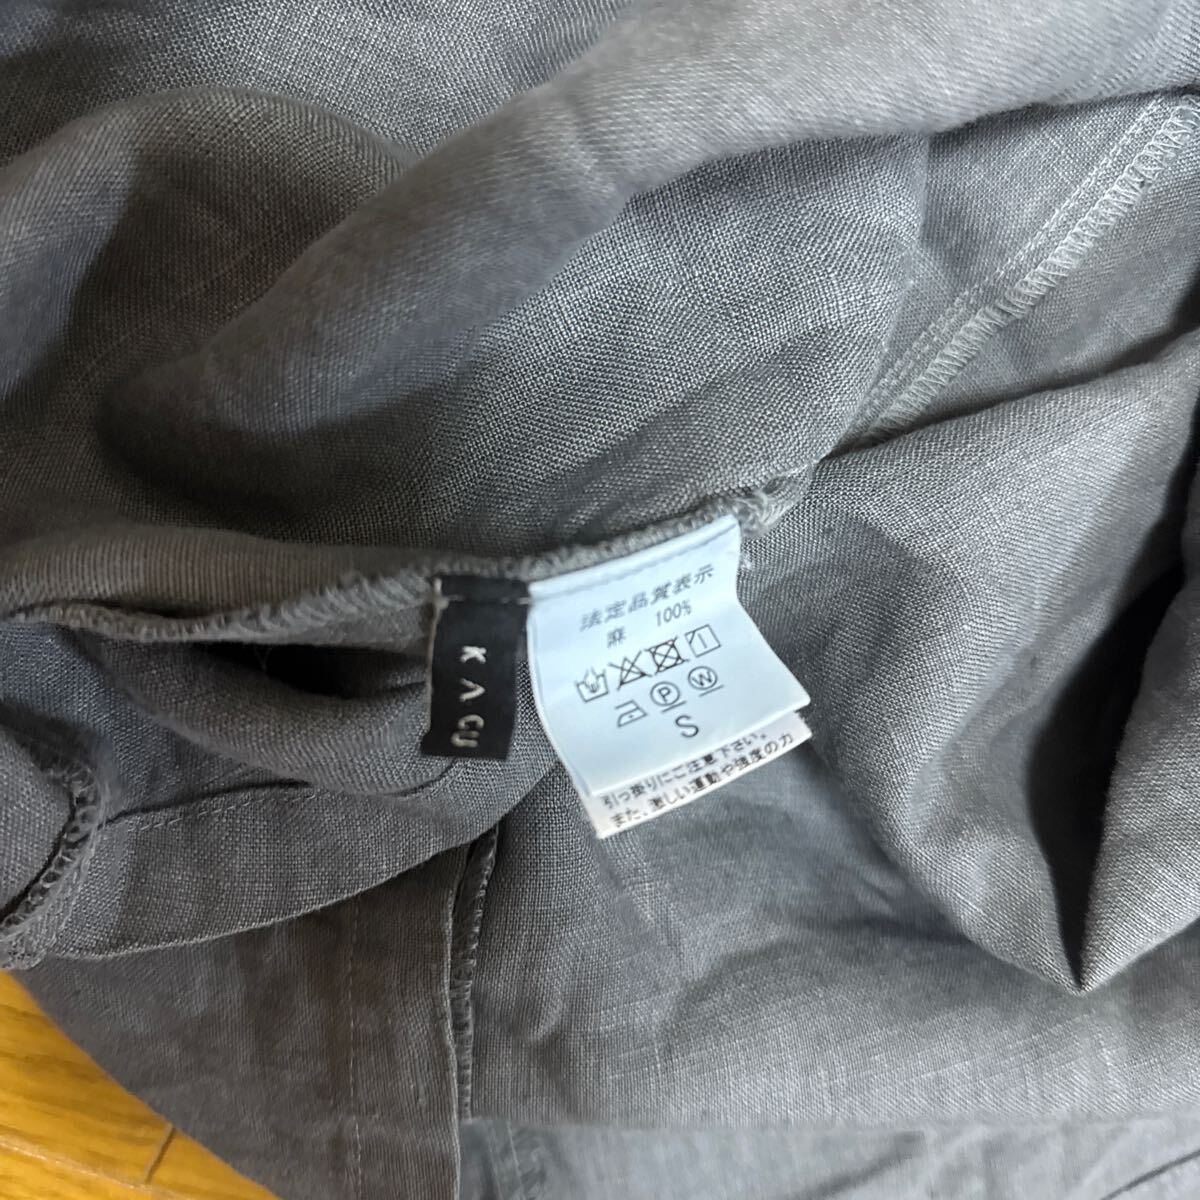 KAGU
法定品質表示
麻 100%
P W
S
引っ掛りにご注意下さい。
また、激しい運動や強度の力